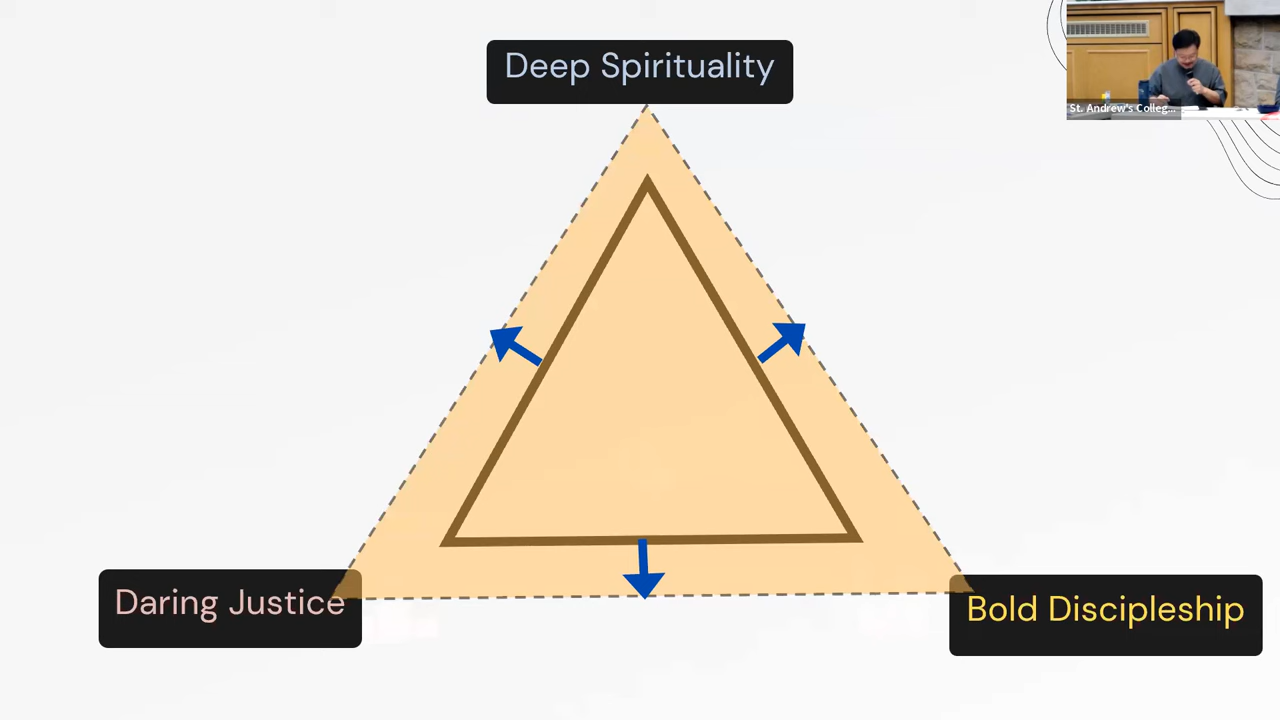 Deep Spirituality
St. Andrew's Colleg...
Daring Justice
Bold Discipleship